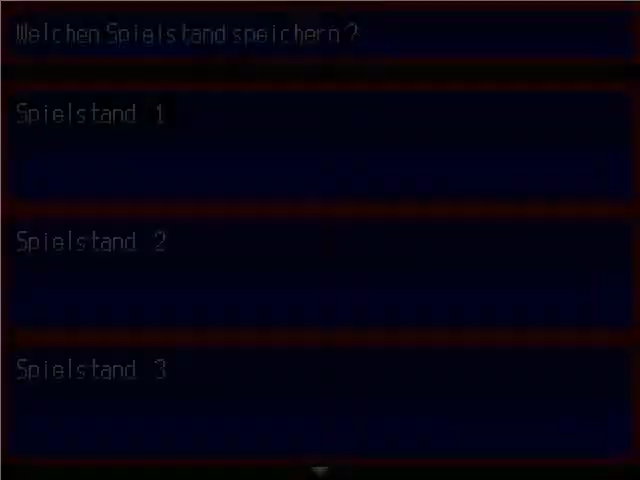 Welchen Spielstand speichern?
Spielstand 1
Spielstand 2
Spielstand 3